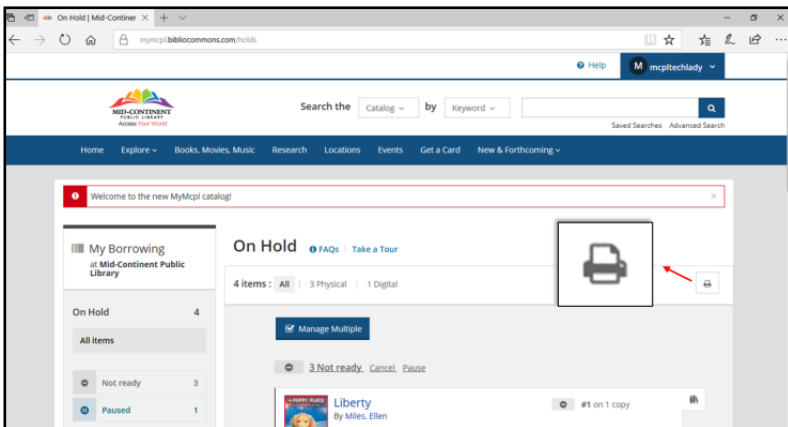 On Hold | Mid-Continer
mymcpl.bibliocommons.com/holds
Help
M mcpltechlady
MID-CONTINENT
PUBLIC LIBRARY
Access Your World
Search the Catalog by Keyword
Saved Searches Advanced Search
Home Explore Books, Movies, Music Research Locations Events Get a Card New & Forthcoming
Welcome to the new MyMcpl catalog!
My Borrowing
at Mid-Continent Public
Library
On Hold 4
All items
Not ready 3
Paused 1
On Hold FAQs Take a Tour
4 items : All 3 Physical 1 Digital
Manage Multiple
3 Not ready Cancel Pause
PUPPY PLACE
Liberty
By Miles, Ellen
#1 on 1 copy